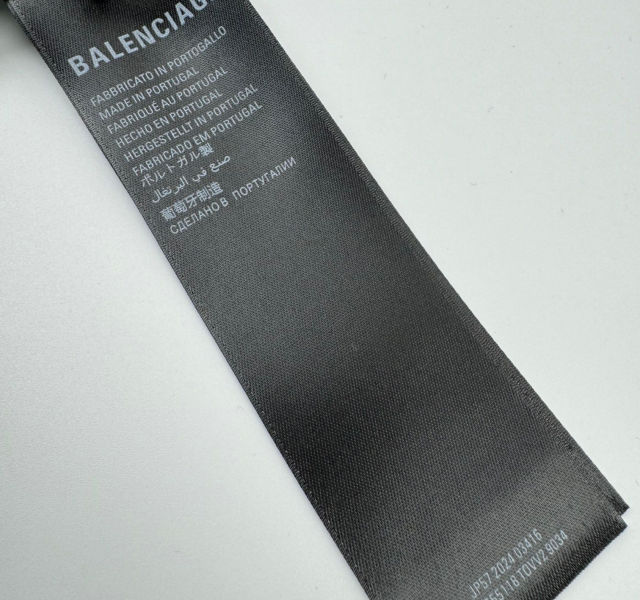 BALENCIAG
FABBRICATO IN PORTOGALLO
MADE IN PORTUGAL
FABRIQUÉ AU PORTUGAL
HECHO EN PORTUGAL
HERGESTELLT IN PORTUGAL
FABRICADO EM PORTUGAL
ポルトガル製
صنع في البرتغال
葡萄牙制造
СДЕЛАНО В ПОРТУГАЛИИ
JP57 2024 03416
55118 TOVV2 9034